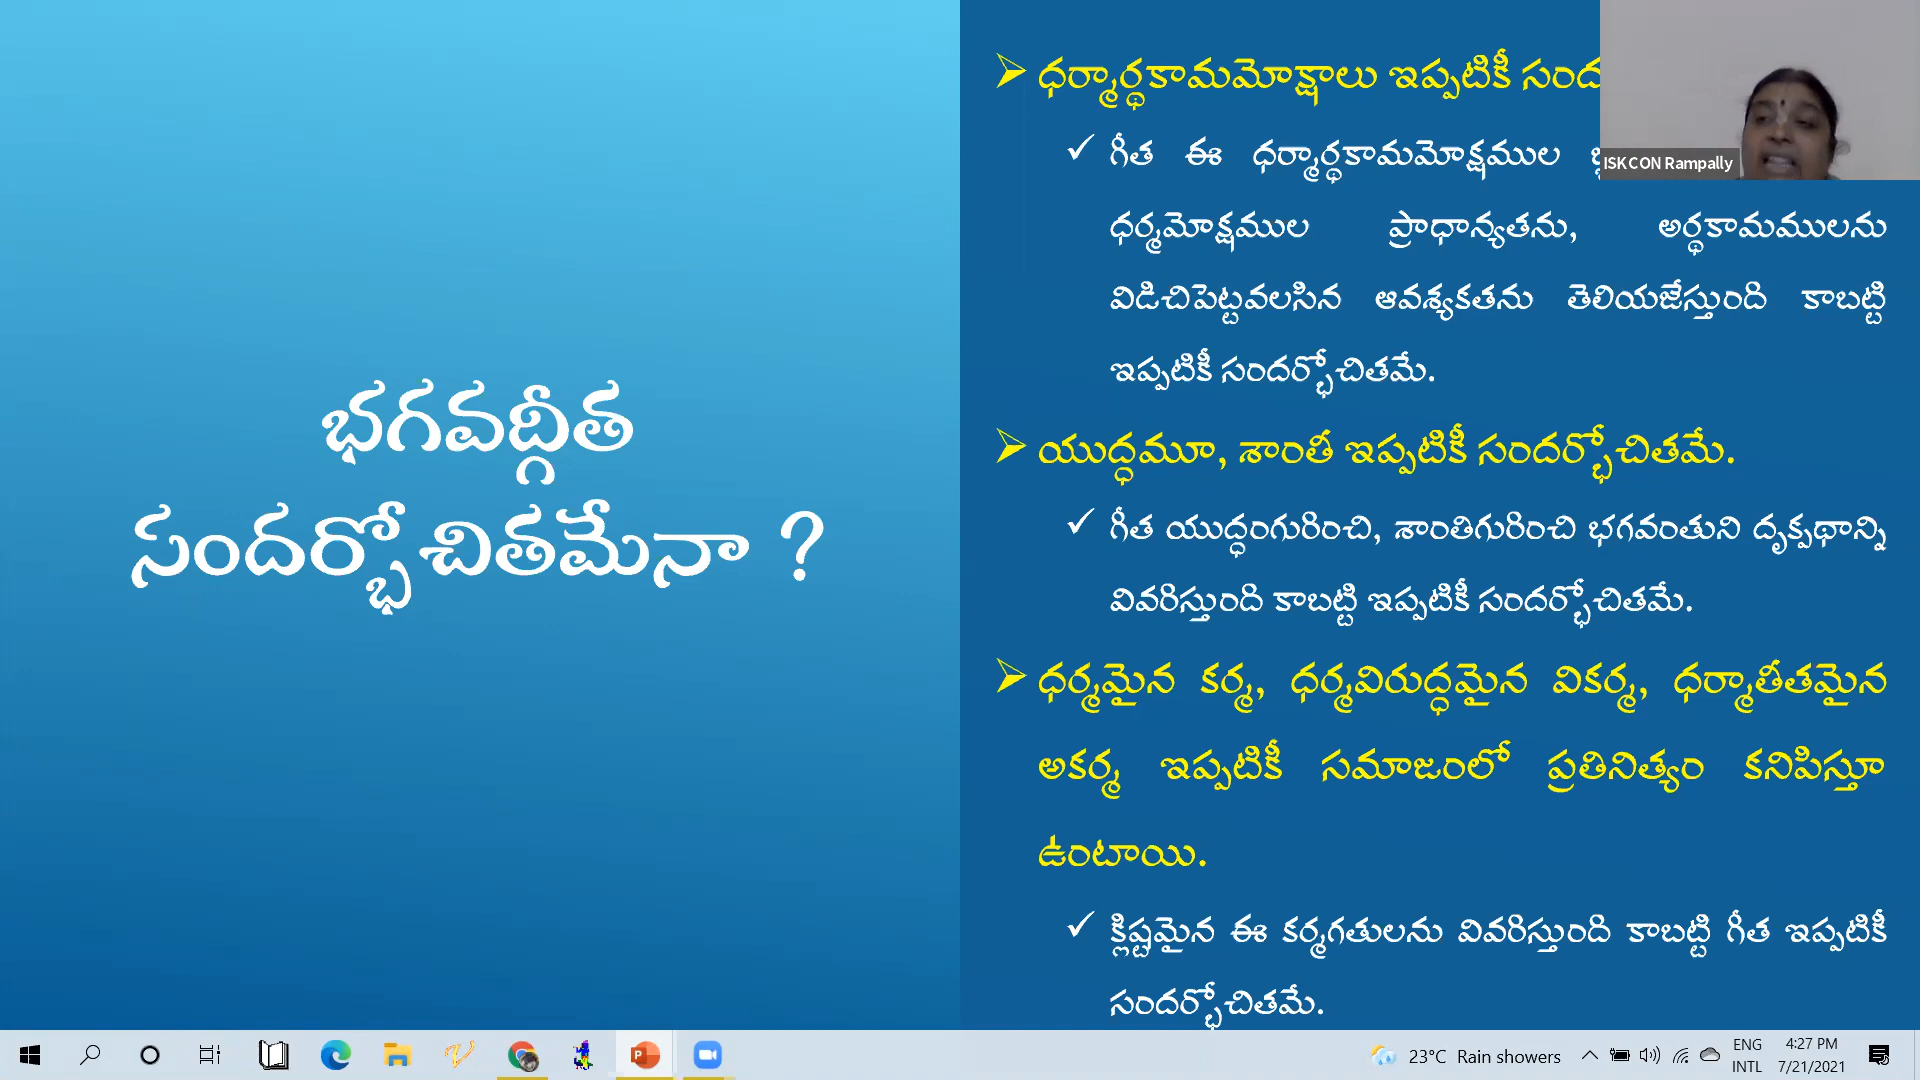 భగవద్గీత
సందర్భోచితమేనా ?
ధర్మార్థకామమోక్షాలు ఇప్పటికీ
గీత ఈ ధర్మార్థకామమోక్షముల
ధర్మమోక్షముల ప్రాధాన్యతను, అర్థకామములను
విడిచిపెట్టవలసిన ఆవశ్యకతను తెలియజేస్తుంది కాబట్టి
ఇప్పటికీ సందర్భోచితమే.
యుద్ధమూ, శాంతీ ఇప్పటికీ సందర్భోచితమే.
గీత యుద్ధంగురించి, శాంతిగురించి భగవంతుని దృక్పథాన్ని
వివరిస్తుంది కాబట్టి ఇప్పటికీ సందర్భోచితమే.
ధర్మమైన కర్మ, ధర్మవిరుద్ధమైన వికర్మ, ధర్మాతీతమైన
అకర్మ ఇప్పటికీ సమాజంలో ప్రతినిత్యం కనిపిస్తూ
ఉంటాయి.
క్లిష్టమైన ఈ కర్మగతులను వివరిస్తుంది కాబట్టి గీత ఇప్పటికీ
సందర్భోచితమే.
ISKCON Rampally
23°C Rain showers
ENG
INTL
4:27 PM
7/21/2021